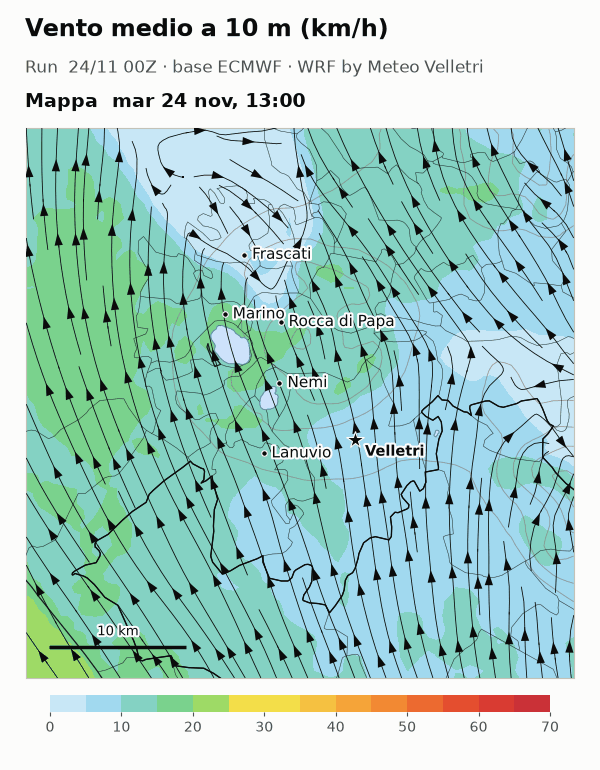 Vento medio a 10 m (km/h)
Run 24/11 00Z · base ECMWF · WRF by Meteo Velletri
Mappa mar 24 nov, 13:00
Frascati
Marino
Rocca di Papa
Nemi
Velletri
Lanuvio
10 km
0 10 20 30 40 50 60 70